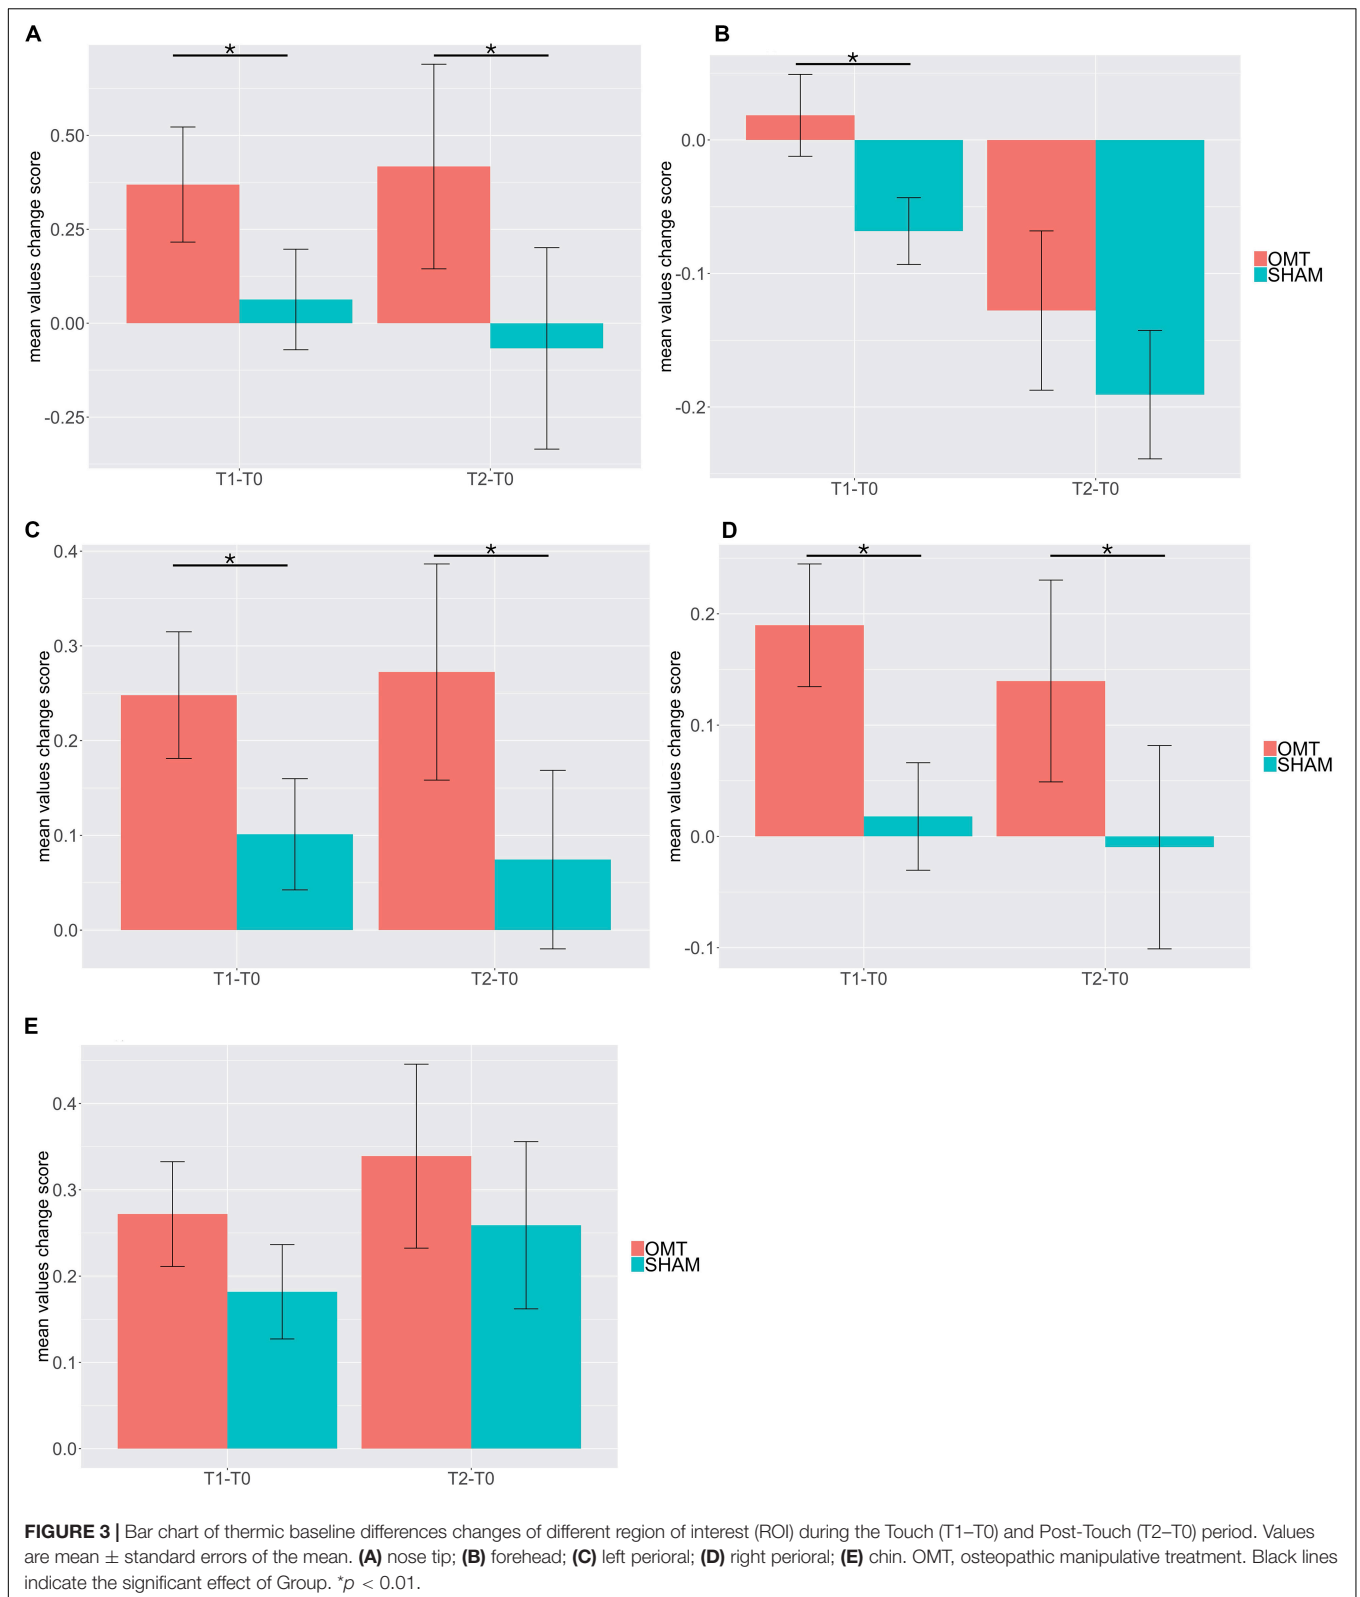 A
*
*
mean values change score
0.50
0.25
0.00
-0.25
T1-T0
T2-T0
B
*
mean values change score
0.0
-0.1
-0.2
T1-T0
T2-T0
OMT
SHAM
C
*
*
mean values change score
0.4
0.3
0.2
0.1
0.0
T1-T0
T2-T0
D
*
*
mean values change score
0.2
0.1
0.0
-0.1
T1-T0
T2-T0
OMT
SHAM
E
mean values change score
0.4
0.3
0.2
0.1
0.0
T1-T0
T2-T0
OMT
SHAM
FIGURE 3 | Bar chart of thermic baseline differences changes of different region of interest (ROI) during the Touch (T1–T0) and Post-Touch (T2–T0) period. Values
are mean ± standard errors of the mean. (A) nose tip; (B) forehead; (C) left perioral; (D) right perioral; (E) chin. OMT, osteopathic manipulative treatment. Black lines
indicate the significant effect of Group. *p < 0.01.